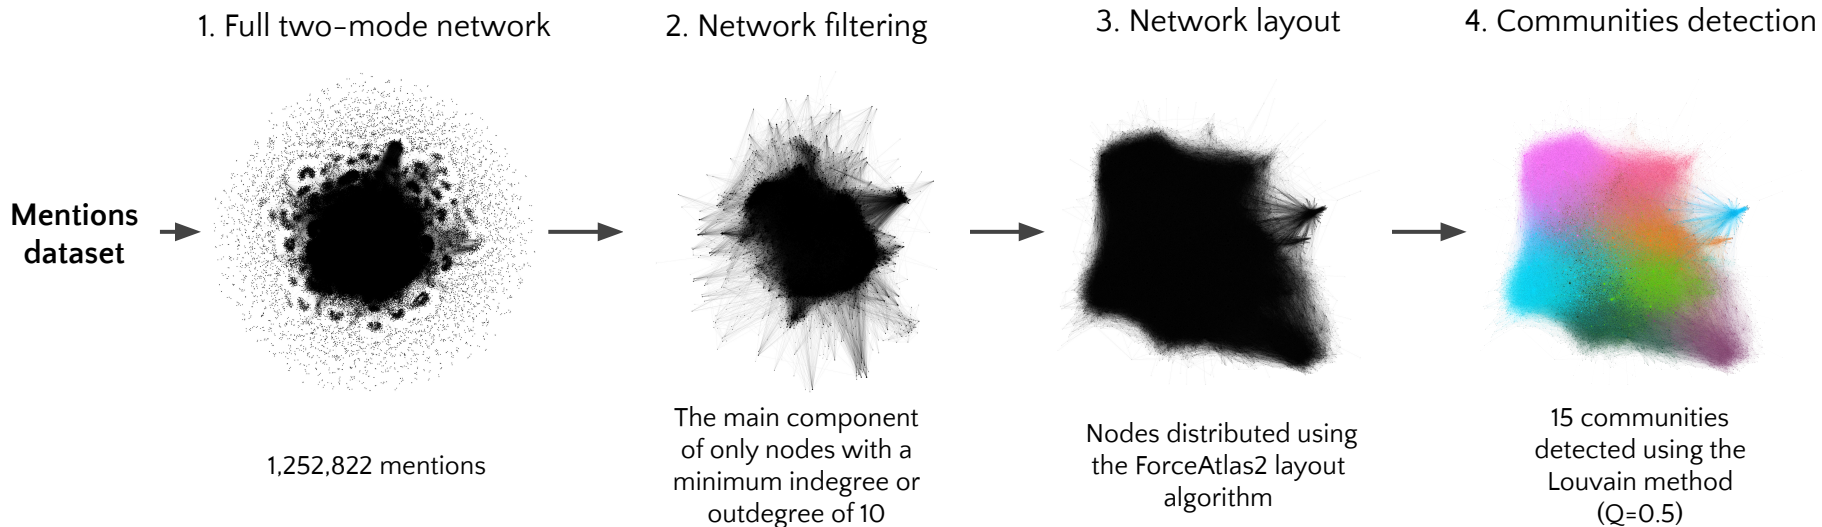 1. Full two-mode network
2. Network filtering
3. Network layout
4. Communities detection
Mentions
dataset
1,252,822 mentions
The main component
of only nodes with a
minimum indegree or
outdegree of 10
Nodes distributed using
the ForceAtlas2 layout
algorithm
15 communities
detected using the
Louvain method
(Q=0.5)